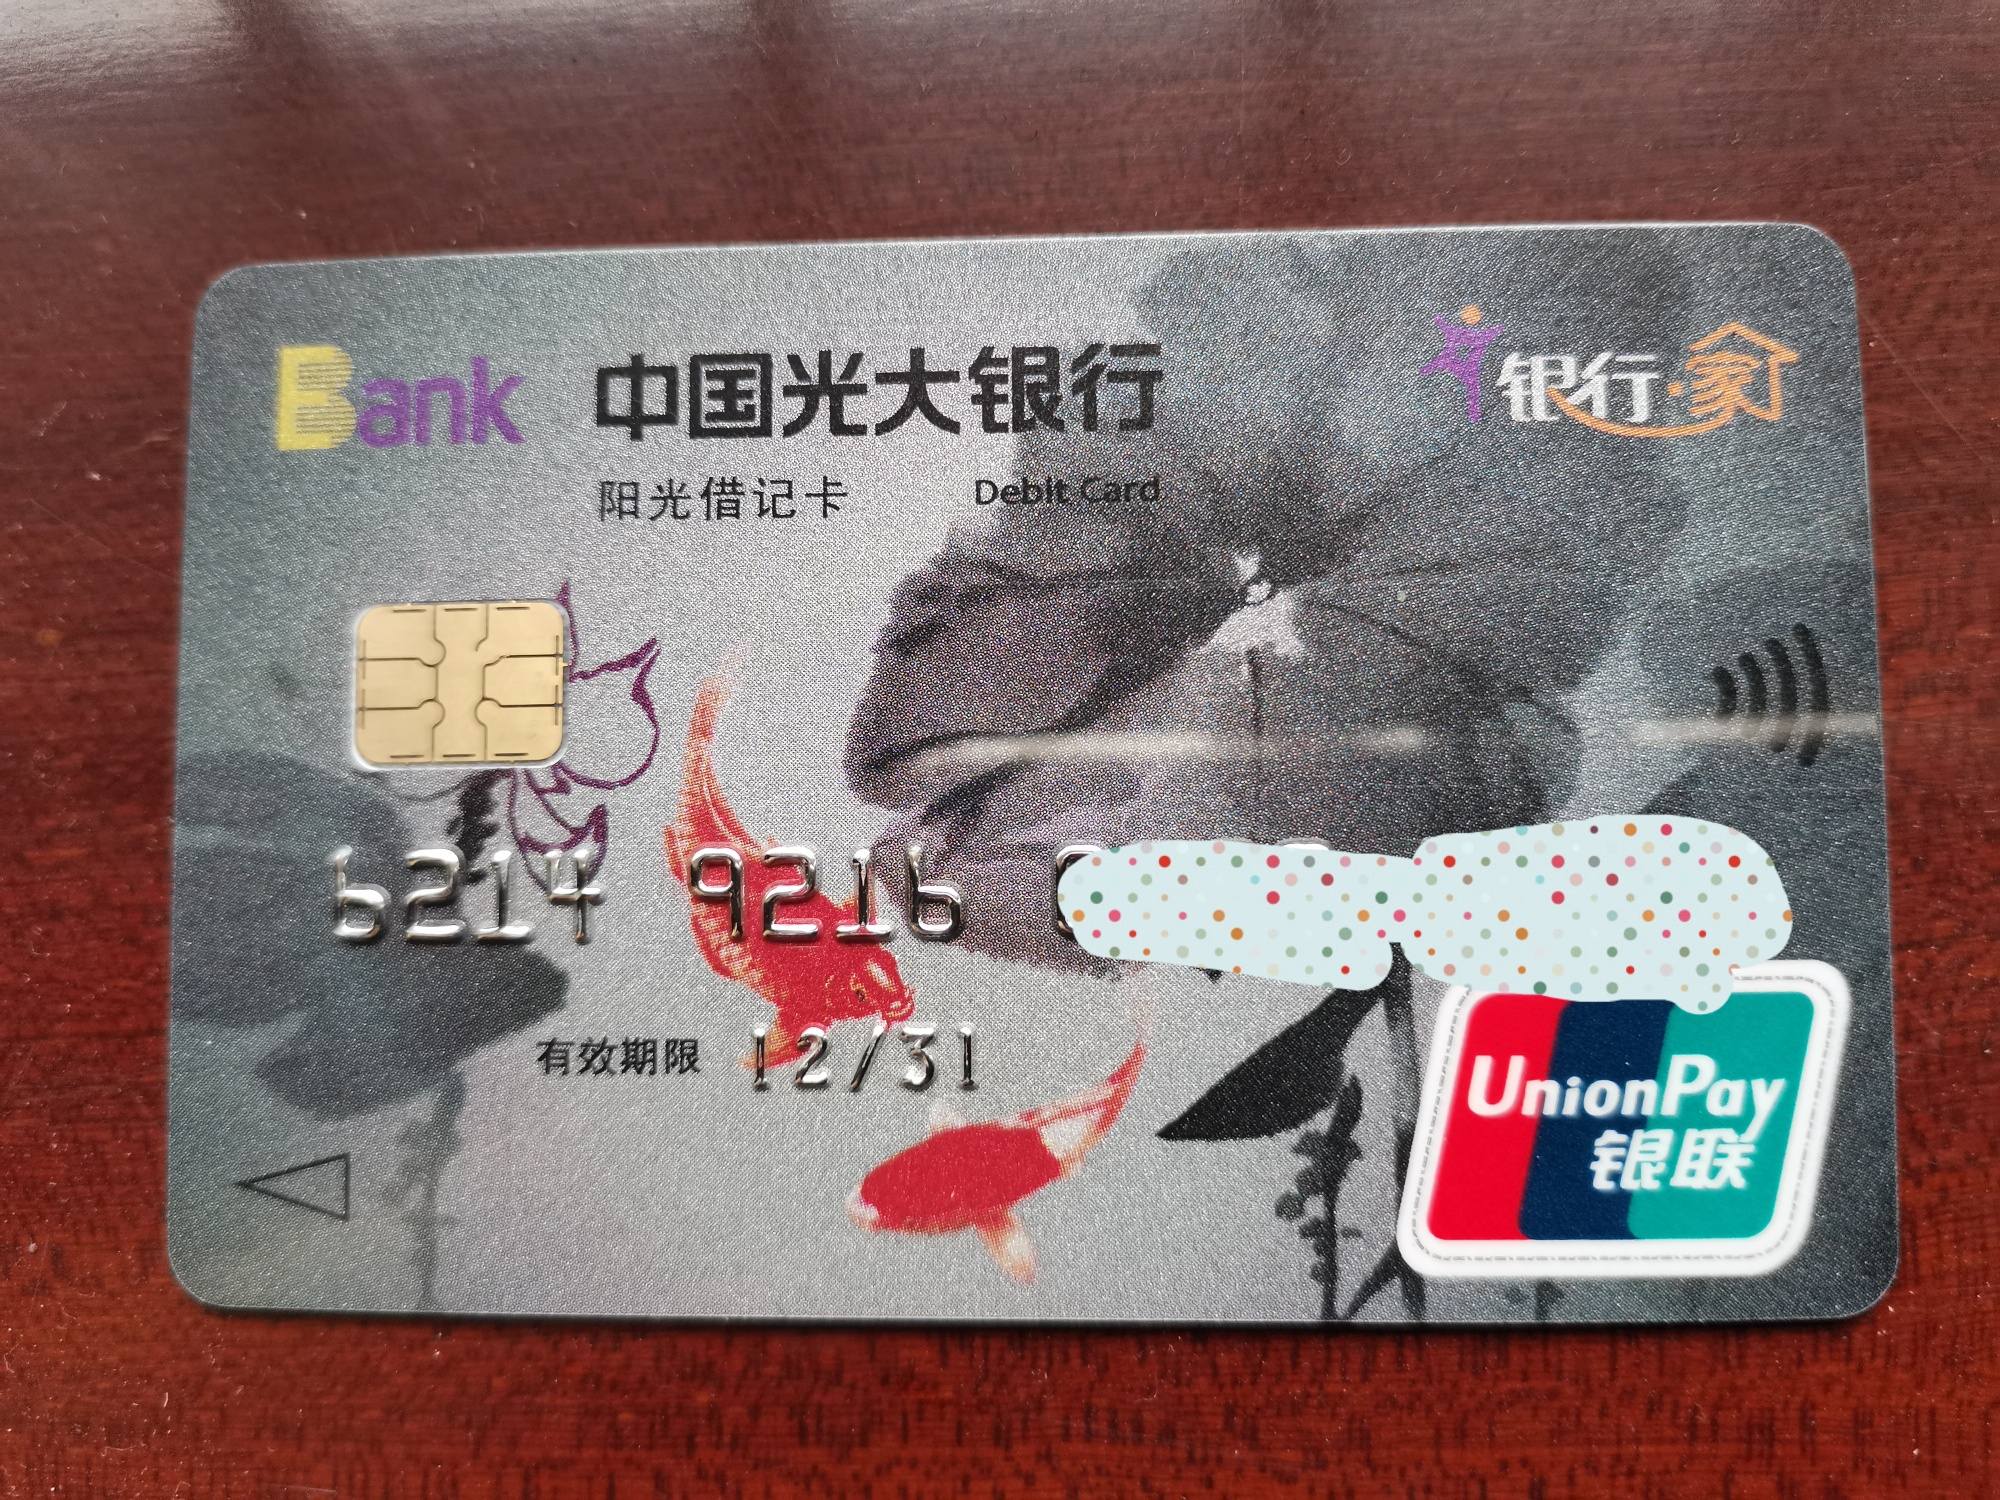 Bank 中国光大银行
银行·家
阳光借记卡 Debit Card
6214 9216
有效期限 12/31
UnionPay
银联